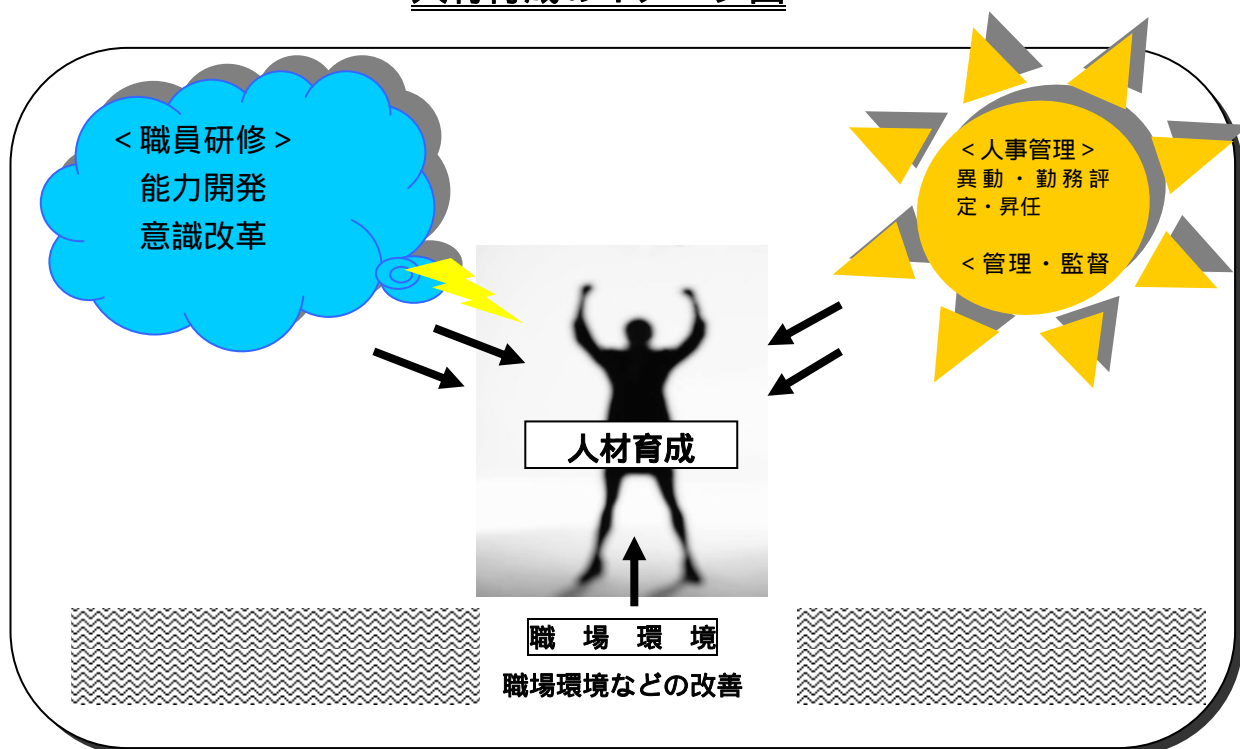 ＜職員研修＞
能力開発
意識改革
＜人事管理＞
異動・勤務評
定・昇任
＜管理・監督
人材育成
職場環境
職場環境などの改善